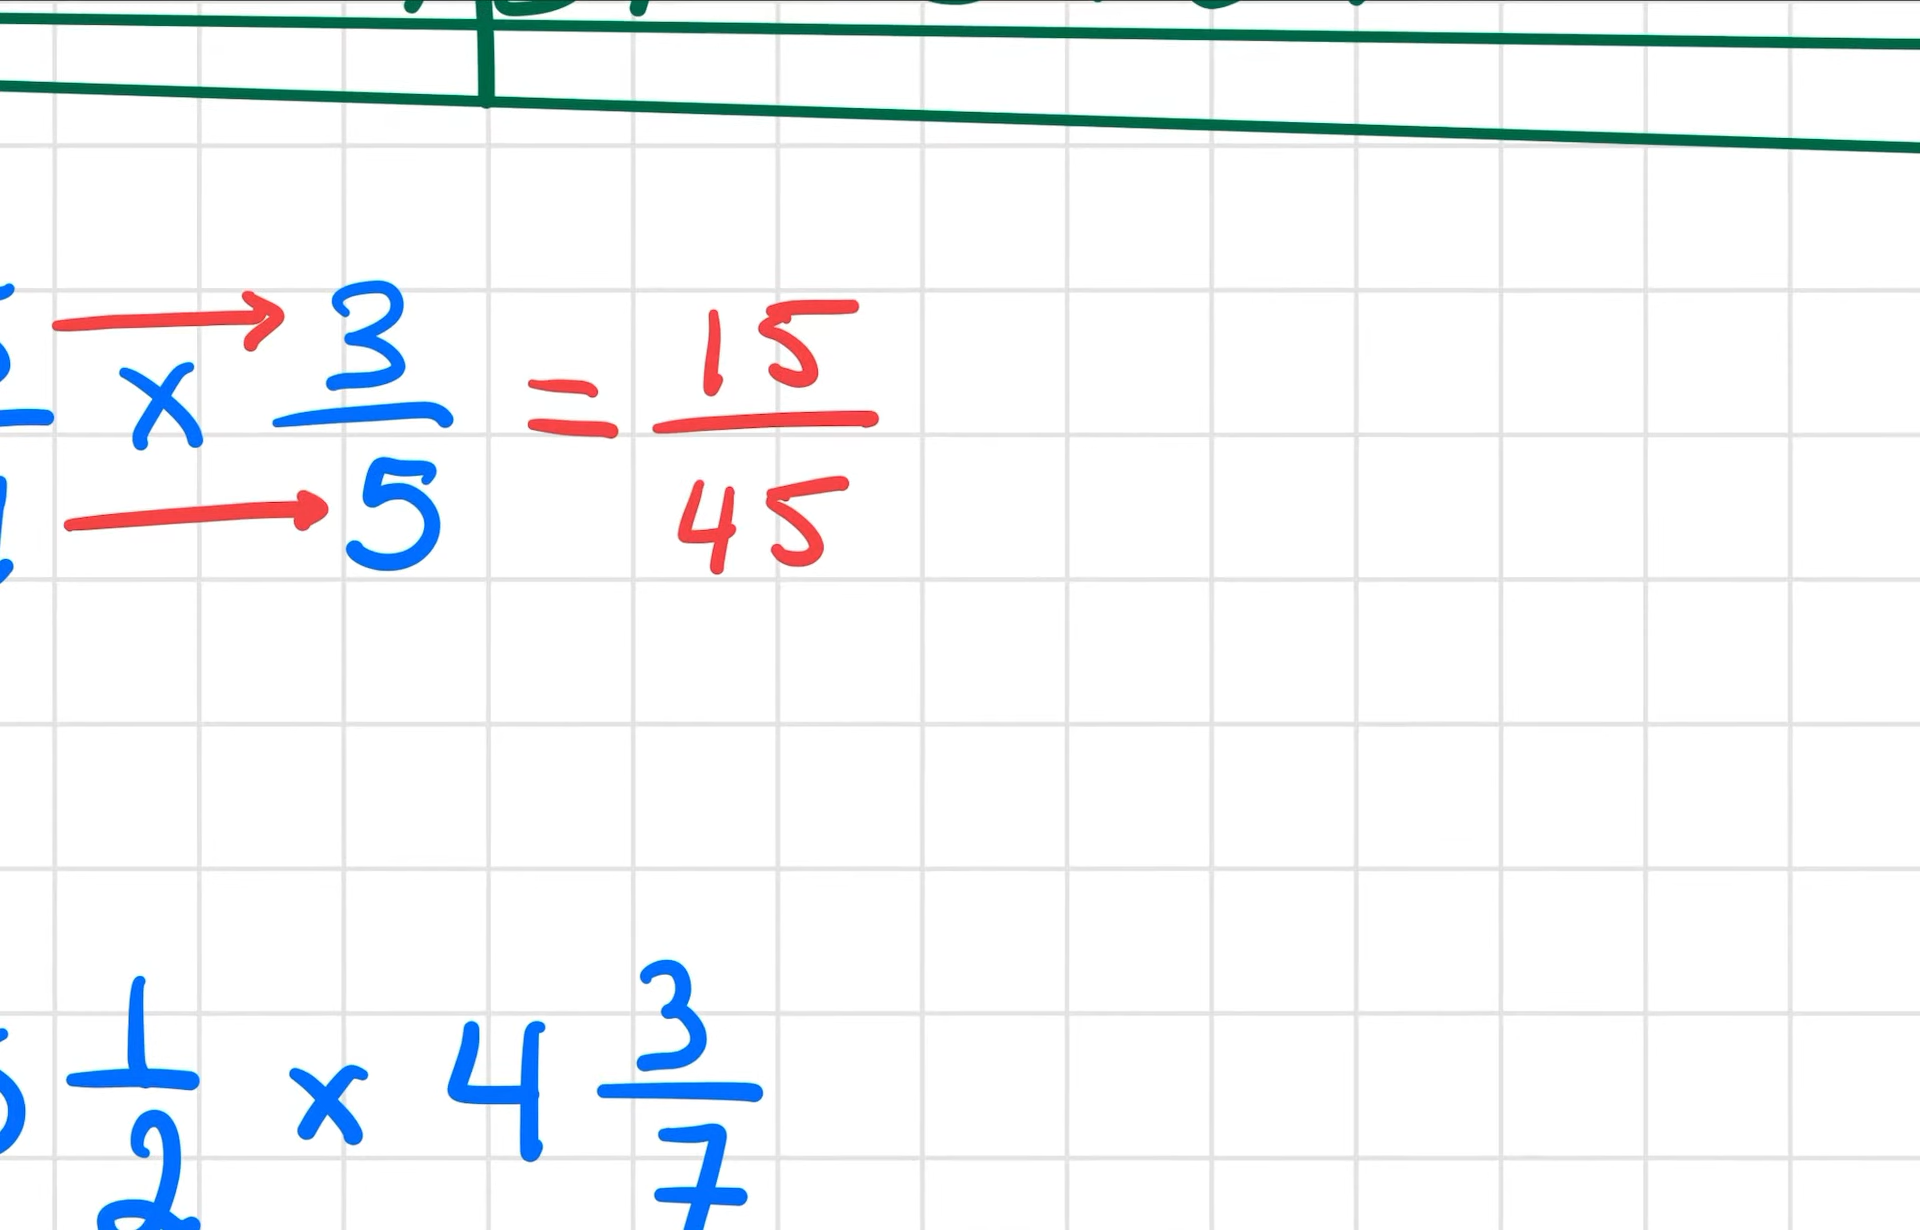 × 3/5 = 15/45
1/2 × 4 3/7